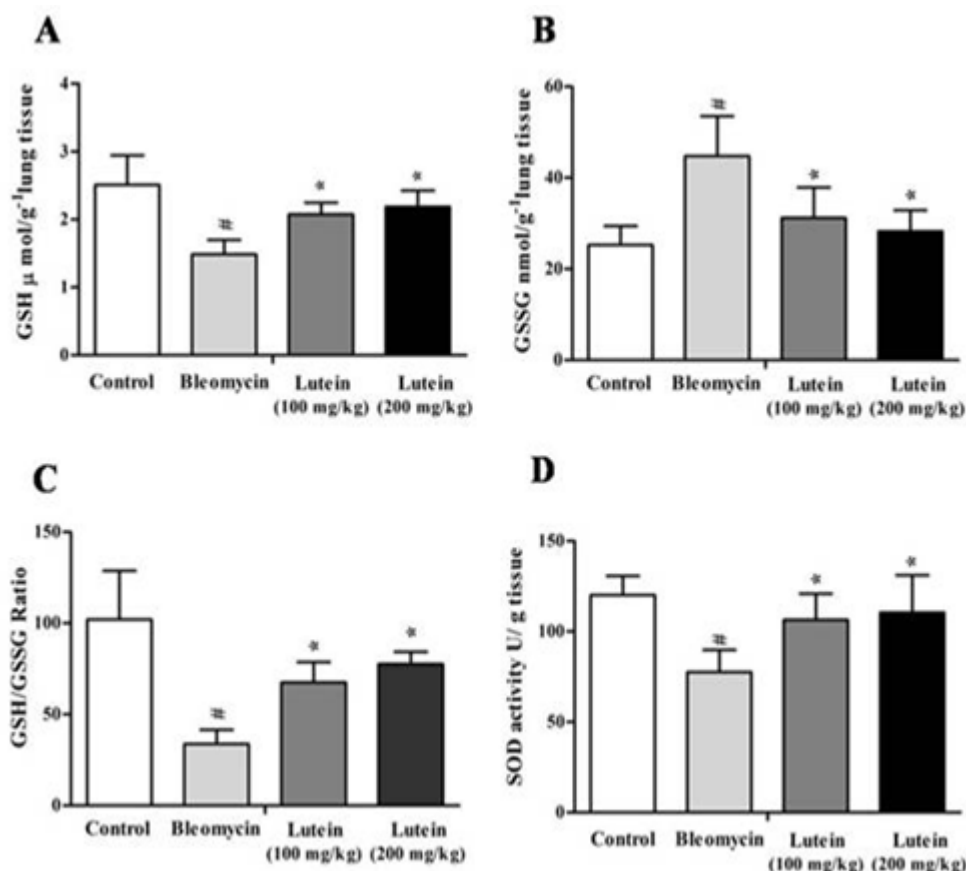 A
GSH μ mol/g⁻¹lung tissue
4
3
2
1
0
#
*
*
Control Bleomycin Lutein Lutein
(100 mg/kg) (200 mg/kg)
B
GSSG nmol/g⁻¹lung tissue
60
40
20
0
#
*
*
Control Bleomycin Lutein Lutein
(100 mg/kg) (200 mg/kg)
C
GSH/GSSG Ratio
150
100
50
0
#
*
*
Control Bleomycin Lutein Lutein
(100 mg/kg) (200 mg/kg)
D
SOD activity U/ g tissue
150
100
50
0
#
*
*
Control Bleomycin Lutein Lutein
(100 mg/kg) (200 mg/kg)